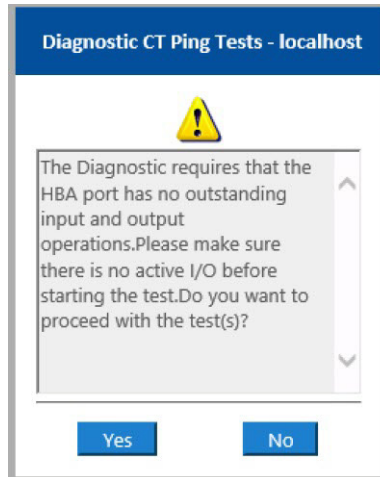 Diagnostic CT Ping Tests - localhost
The Diagnostic requires that the
HBA port has no outstanding
input and output
operations.Please make sure
there is no active I/O before
starting the test.Do you want to
proceed with the test(s)?
Yes No